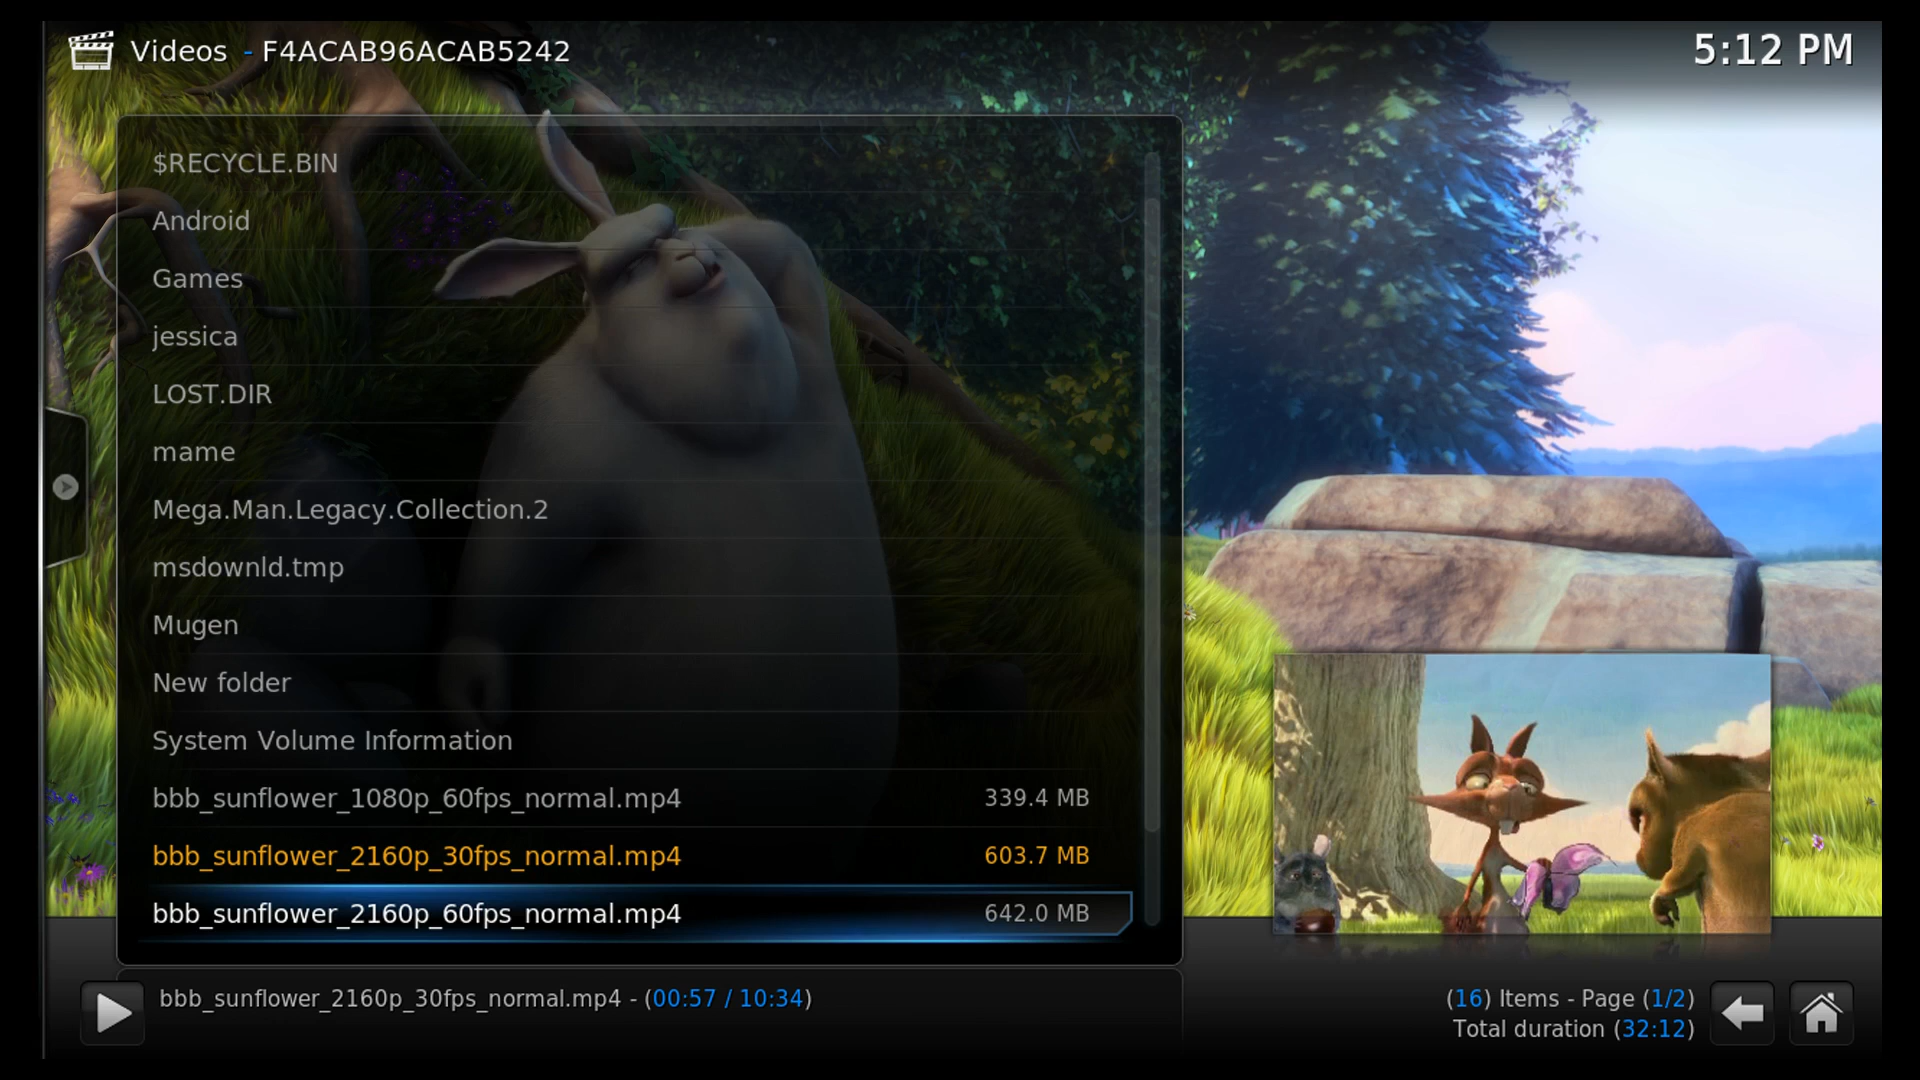 Videos - F4ACAB96ACAB5242
5:12 PM
$RECYCLE.BIN
Android
Games
jessica
LOST.DIR
mame
Mega.Man.Legacy.Collection.2
msdownld.tmp
Mugen
New folder
System Volume Information
bbb_sunflower_1080p_60fps_normal.mp4 339.4 MB
bbb_sunflower_2160p_30fps_normal.mp4 603.7 MB
bbb_sunflower_2160p_60fps_normal.mp4 642.0 MB
bbb_sunflower_2160p_30fps_normal.mp4 - (00:57 / 10:34)
(16) Items - Page (1/2)
Total duration (32:12)